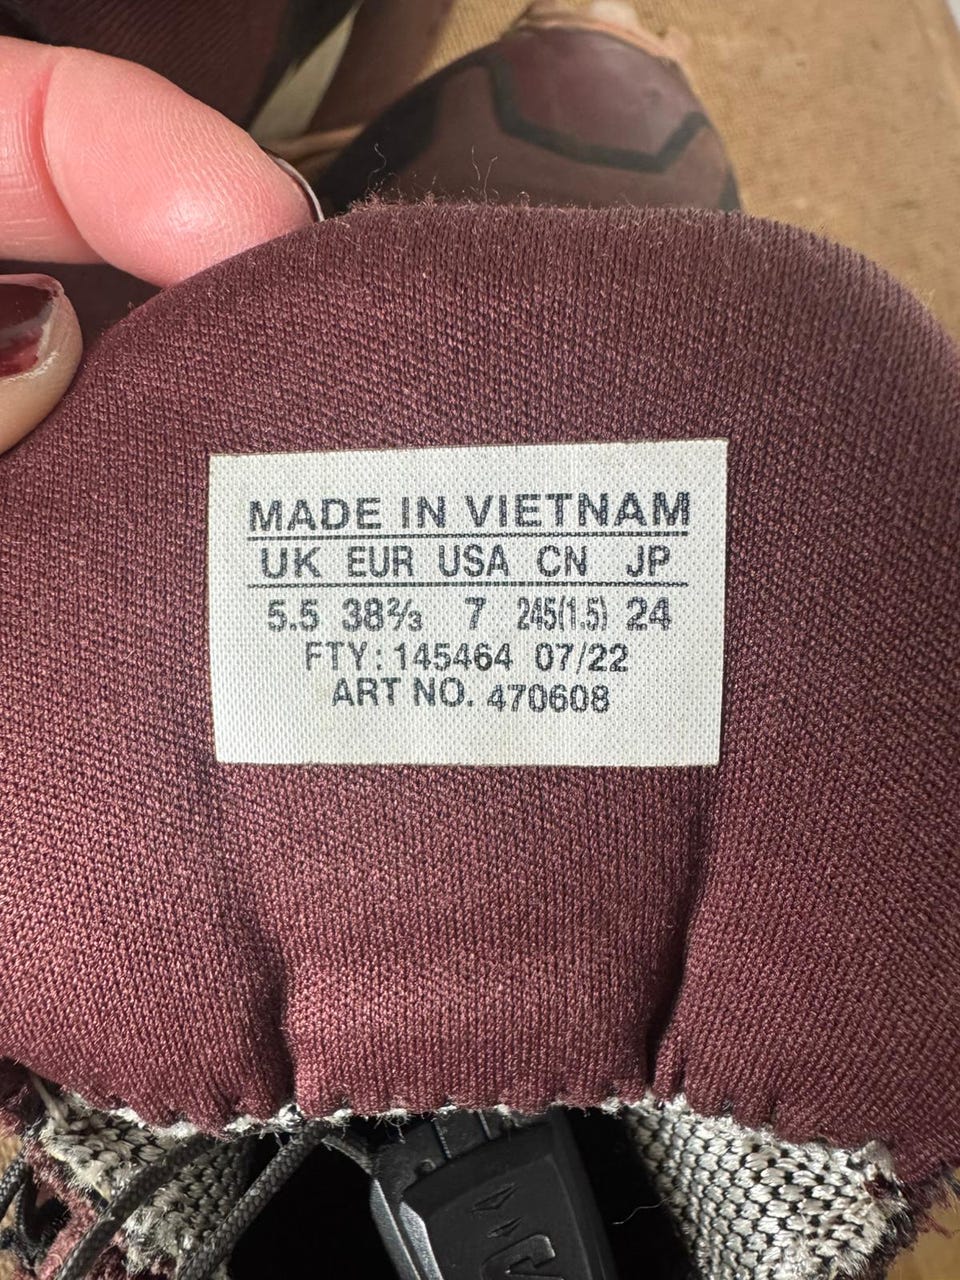 MADE IN VIETNAM
UK EUR USA CN JP
5.5 38⅔ 7 245(1.5) 24
FTY: 145464 07/22
ART NO. 470608